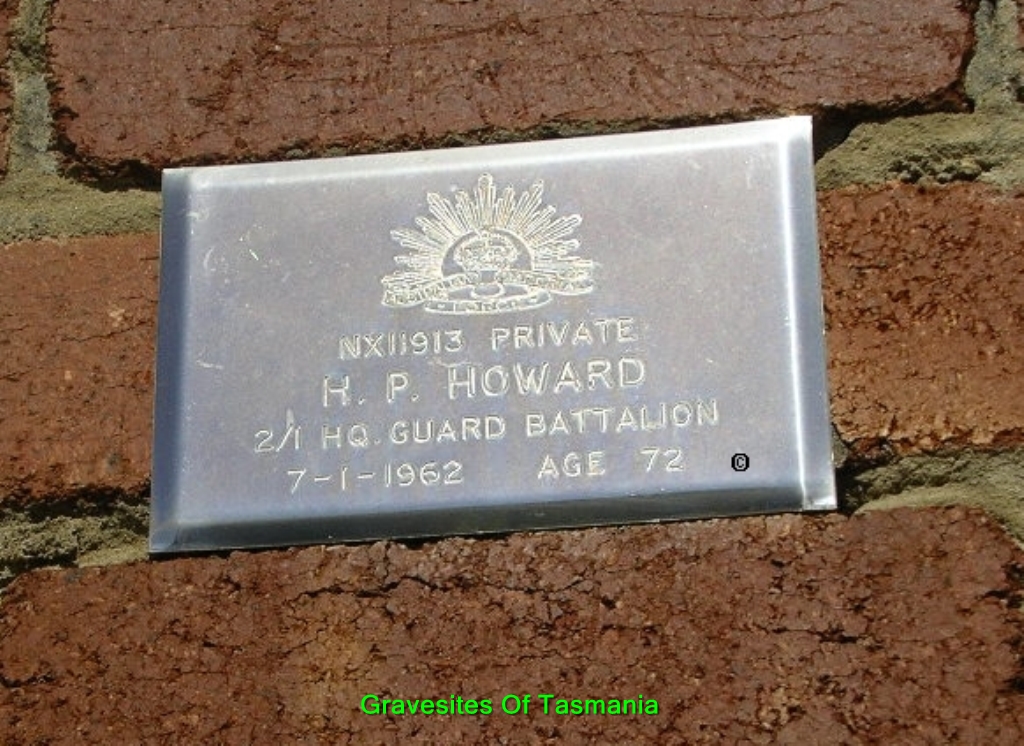 NX11913 PRIVATE
H. P. HOWARD
2/1 HQ. GUARD BATTALION
7-1-1962 AGE 72 ©
Gravesites Of Tasmania